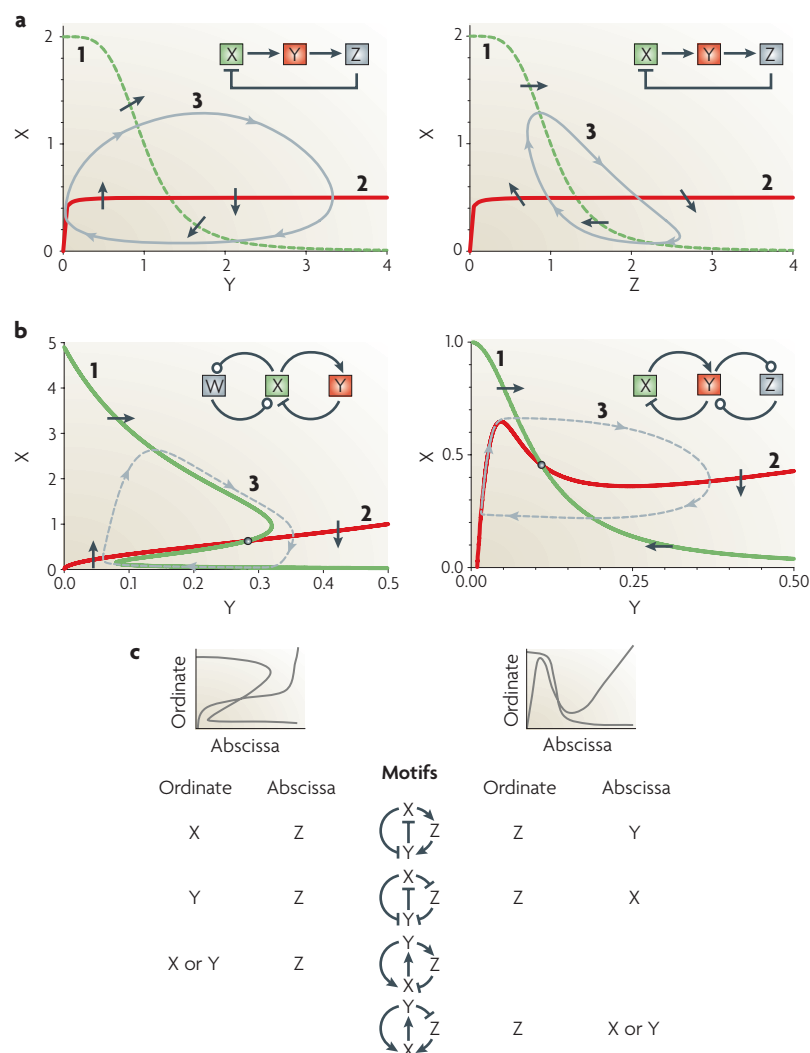 a
2
1
X
Y
Z
3
X
1
2
0
0
1
2
3
4
Y
2
1
X
Y
Z
3
X
1
2
0
0
1
2
3
4
Z
b
5
1
W
X
Y
4
3
X
2
3
2
1
0
0.0
0.1
0.2
0.3
0.4
0.5
Y
1.0
1
X
Y
Z
3
X
0.5
2
0.0
0.00
0.25
0.50
Y
c
Ordinate
Abscissa
Ordinate
Abscissa
Motifs
Ordinate Abscissa
Ordinate Abscissa
X Z
X
Z
Y
Z Y
Y Z
X
Z
Y
Z X
X or Y Z
Y
Z
X
Y
Z
X
Z X or Y